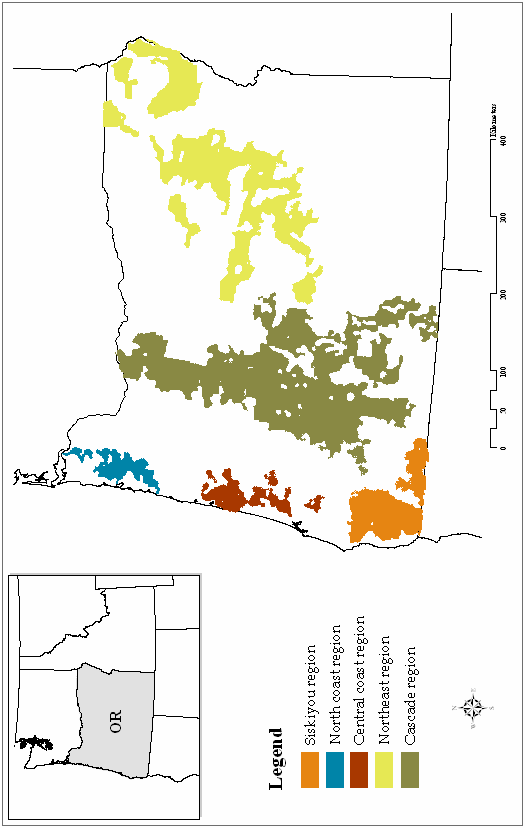 OR
Legend
Siskiyou region
North coast region
Central coast region
Northeast region
Cascade region
0 50 100 200 300 400
Kilometers
N
W E
S